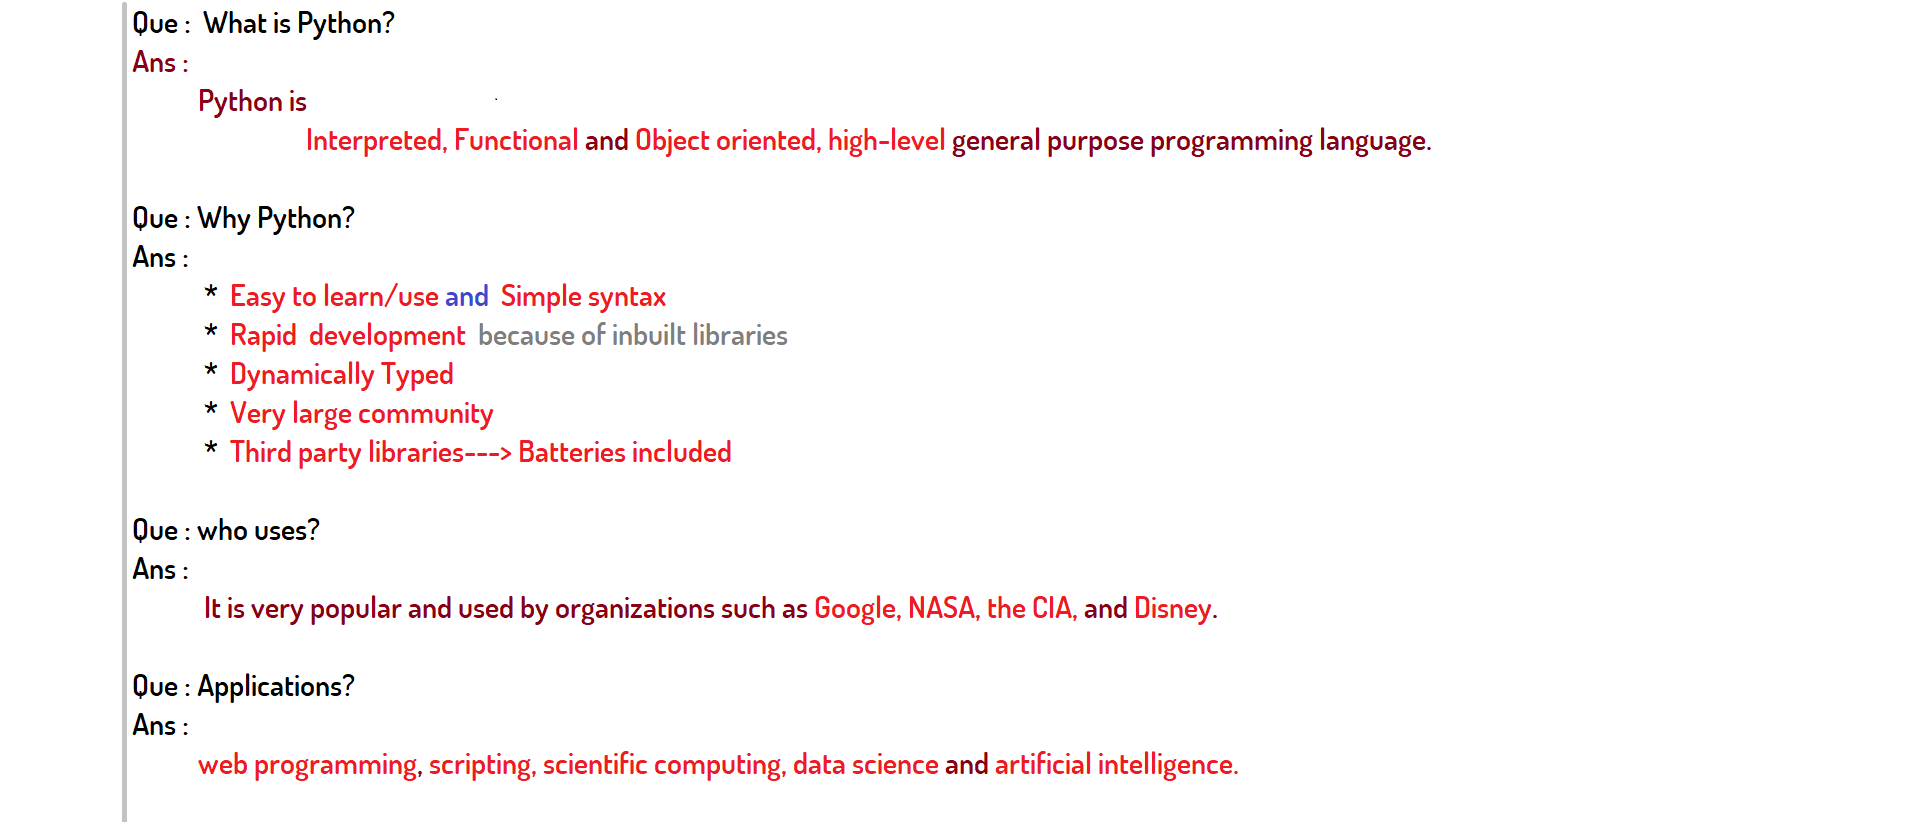 Que :  What is Python?
Ans :
Python is
Interpreted, Functional and Object oriented, high-level general purpose programming language.
Que : Why Python?
Ans :
* Easy to learn/use and  Simple syntax
* Rapid  development  because of inbuilt libraries
* Dynamically Typed
* Very large community
* Third party libraries---> Batteries included
Que : who uses?
Ans :
It is very popular and used by organizations such as Google, NASA, the CIA, and Disney.
Que : Applications?
Ans :
web programming, scripting, scientific computing, data science and artificial intelligence.